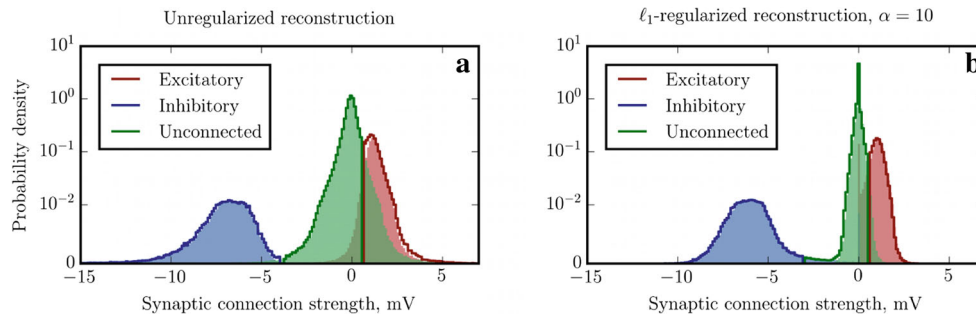 Unregularized reconstruction
a
Excitatory
Inhibitory
Unconnected
Probability density
10^1
10^0
10^−1
10^−2
0
−15
−10
−5
0
5
Synaptic connection strength, mV
ℓ1-regularized reconstruction, α = 10
b
Excitatory
Inhibitory
Unconnected
10^1
10^0
10^−1
10^−2
0
−15
−10
−5
0
5
Synaptic connection strength, mV